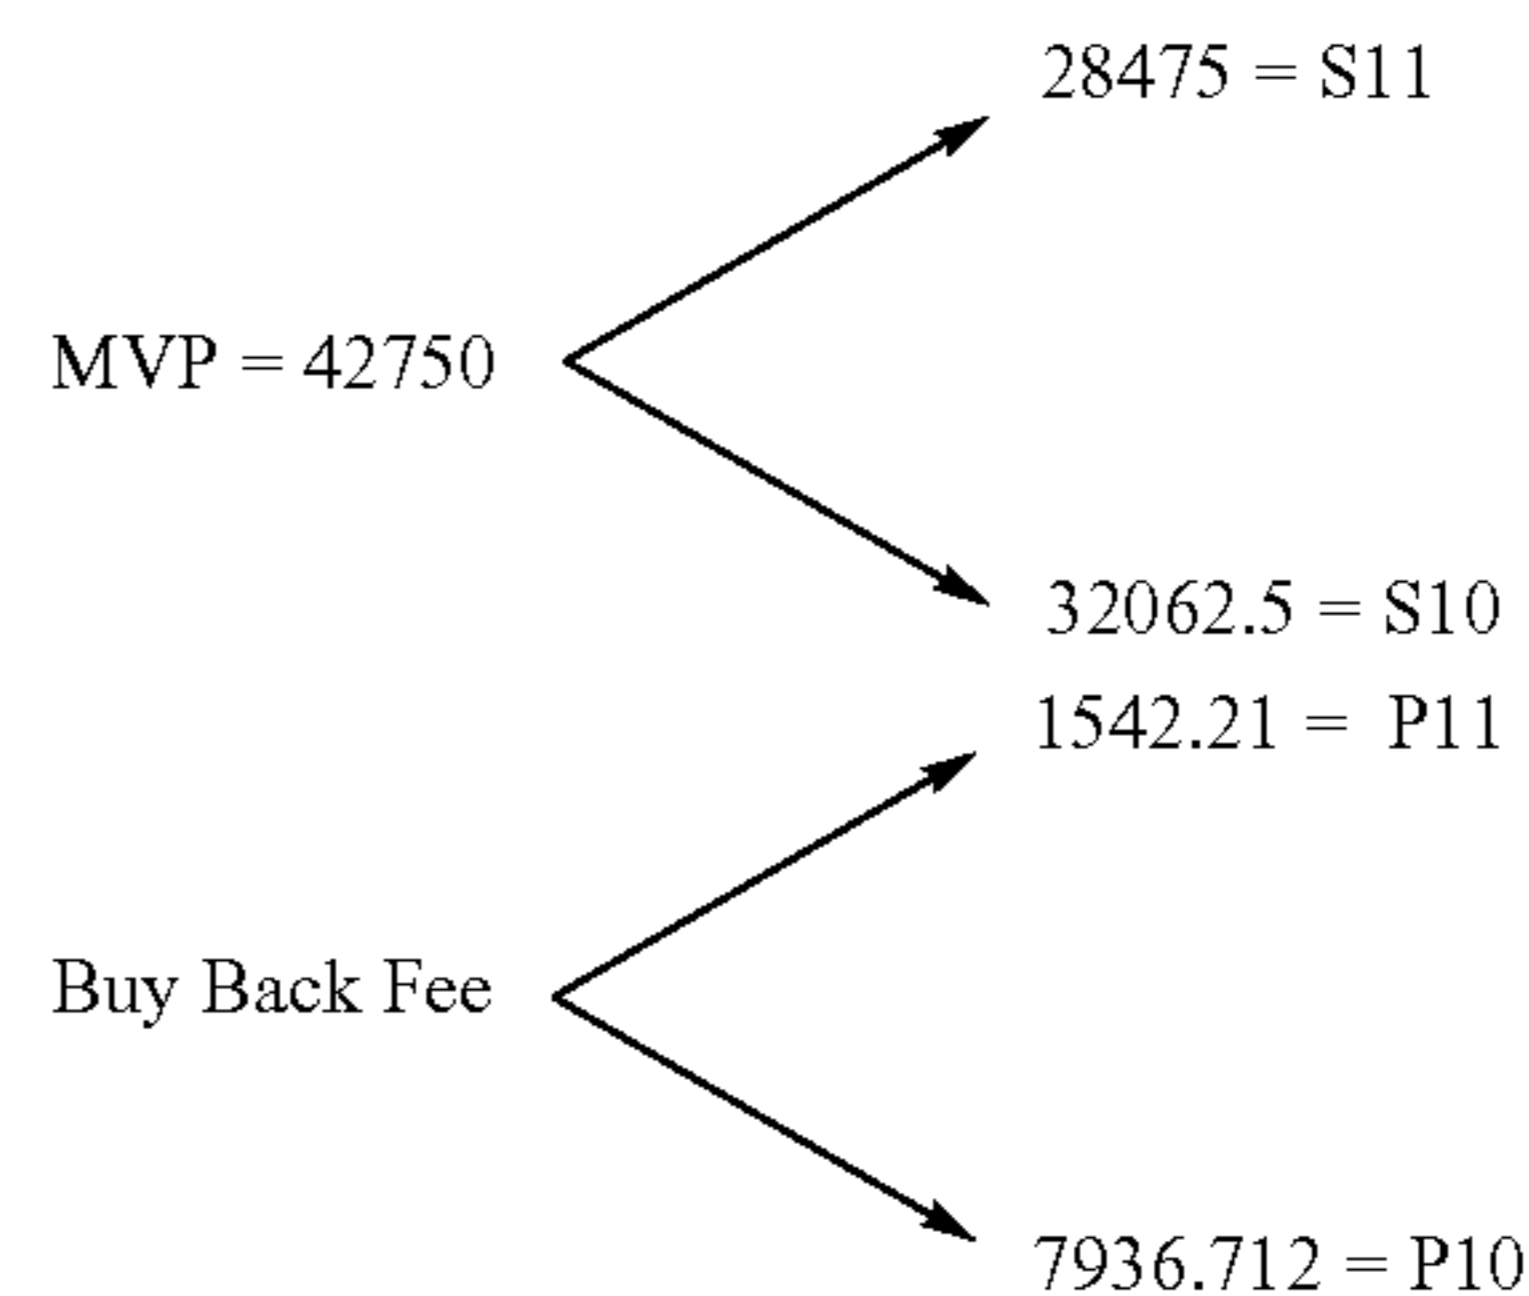 28475 = S11
MVP = 42750
32062.5 = S10
1542.21 = P11
Buy Back Fee
7936.712 = P10